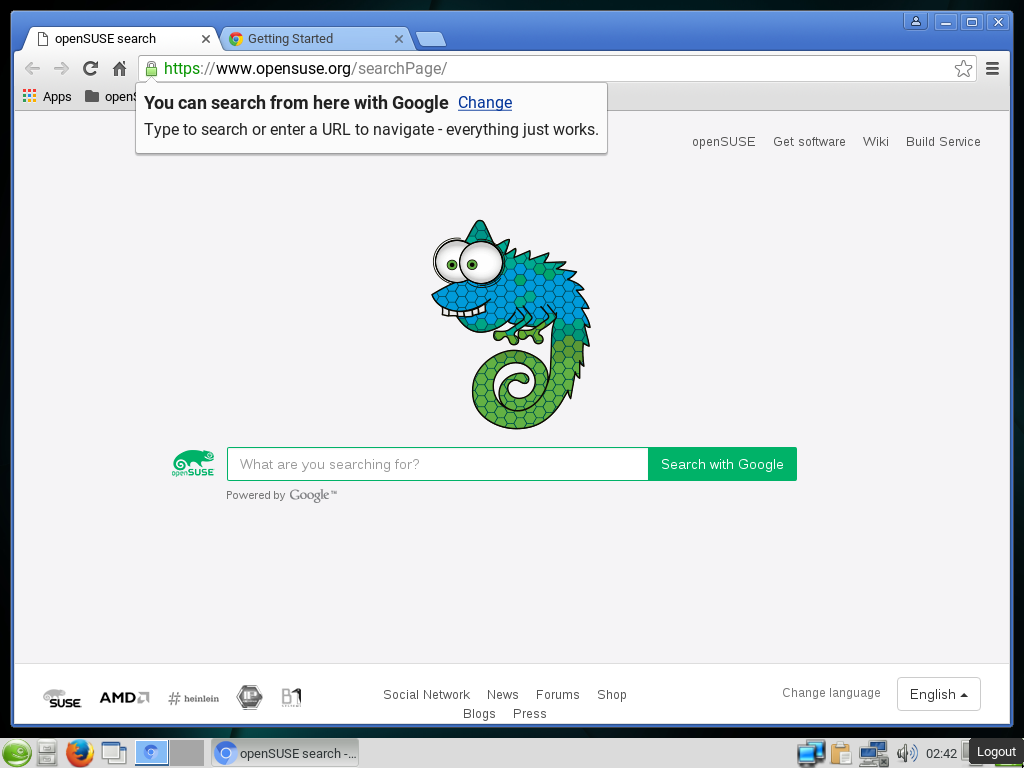 openSUSE search
Getting Started
https://www.opensuse.org/searchPage/
Apps
You can search from here with Google Change
Type to search or enter a URL to navigate - everything just works.
openSUSE Get software Wiki Build Service
openSUSE
What are you searching for?
Search with Google
Powered by Google™
SUSE
AMD
# heinlein
B1
Social Network News Forums Shop
Blogs Press
Change language
English
openSUSE search -...
02:42
Logout